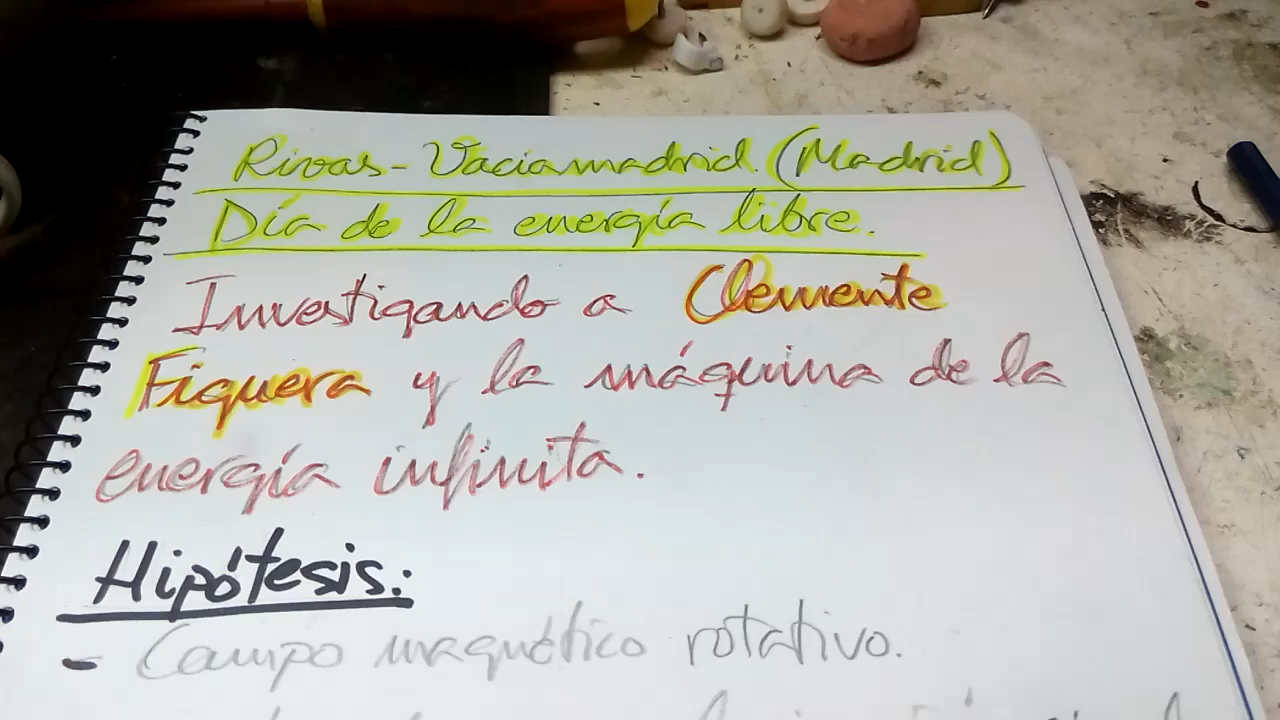 Rivas-Vaciamadrid. (Madrid)
Día de la energía libre.
Investigando a Clemente
Figuera y la máquina de la
energía infinita.
Hipótesis:
- Campo magnético rotativo.